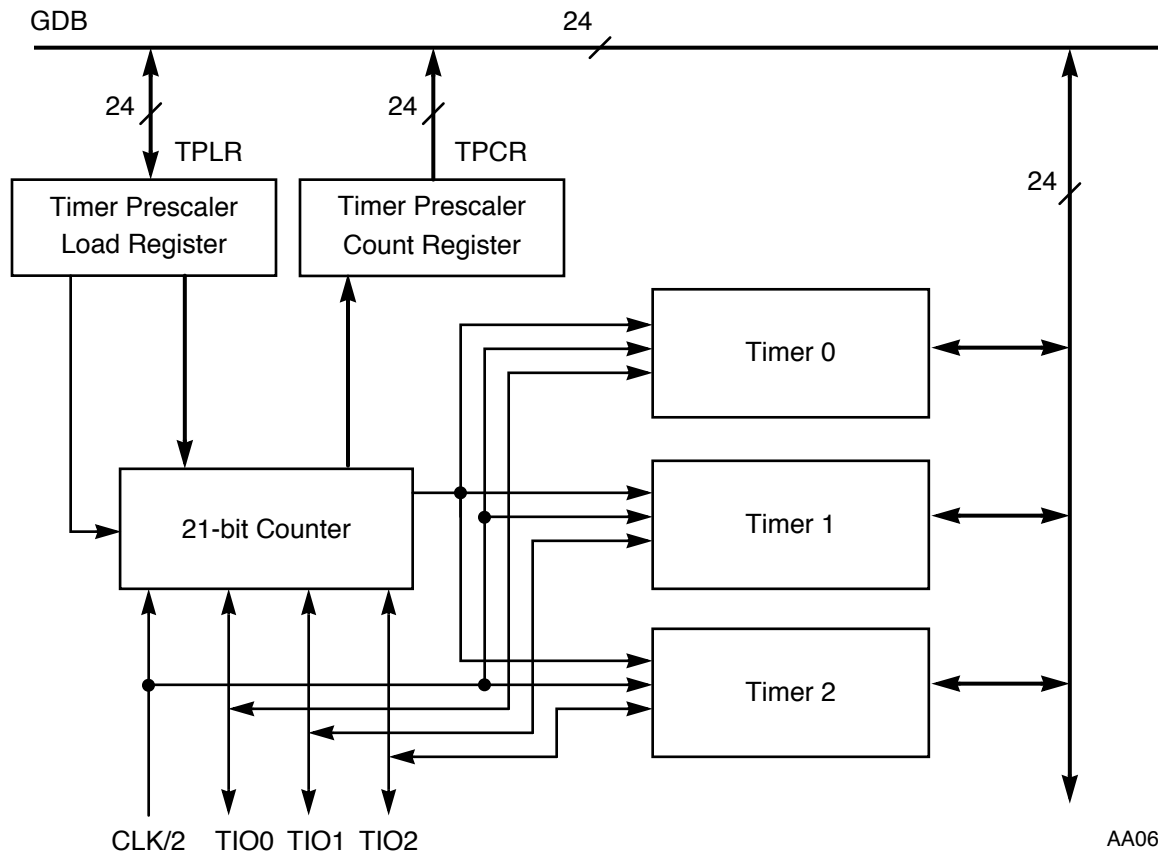 GDB
24
24
24
TPLR
TPCR
24
Timer Prescaler
Load Register
Timer Prescaler
Count Register
Timer 0
21-bit Counter
Timer 1
Timer 2
CLK/2
TIO0
TIO1
TIO2
AA06